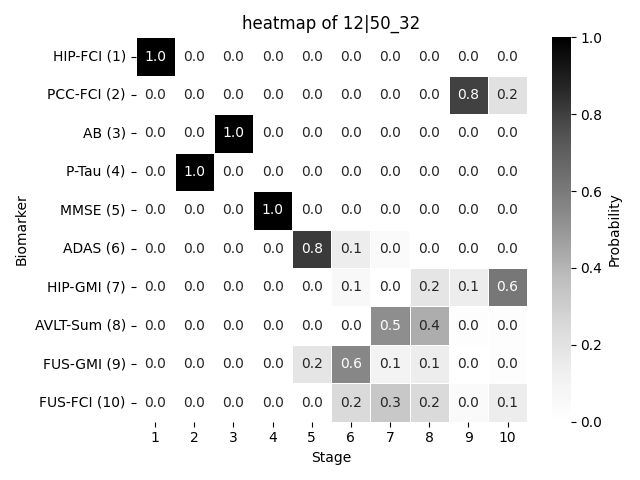 heatmap of 12|50_32
HIP-FCI (1) 1.0 0.0 0.0 0.0 0.0 0.0 0.0 0.0 0.0 0.0
PCC-FCI (2) 0.0 0.0 0.0 0.0 0.0 0.0 0.0 0.0 0.8 0.2
AB (3) 0.0 0.0 1.0 0.0 0.0 0.0 0.0 0.0 0.0 0.0
P-Tau (4) 0.0 1.0 0.0 0.0 0.0 0.0 0.0 0.0 0.0 0.0
MMSE (5) 0.0 0.0 0.0 1.0 0.0 0.0 0.0 0.0 0.0 0.0
ADAS (6) 0.0 0.0 0.0 0.0 0.8 0.1 0.0 0.0 0.0 0.0
HIP-GMI (7) 0.0 0.0 0.0 0.0 0.0 0.1 0.0 0.2 0.1 0.6
AVLT-Sum (8) 0.0 0.0 0.0 0.0 0.0 0.0 0.5 0.4 0.0 0.0
FUS-GMI (9) 0.0 0.0 0.0 0.0 0.2 0.6 0.1 0.1 0.0 0.0
FUS-FCI (10) 0.0 0.0 0.0 0.0 0.0 0.2 0.3 0.2 0.0 0.1
1 2 3 4 5 6 7 8 9 10
Stage
Biomarker
1.0
0.8
0.6
0.4
0.2
0.0
Probability